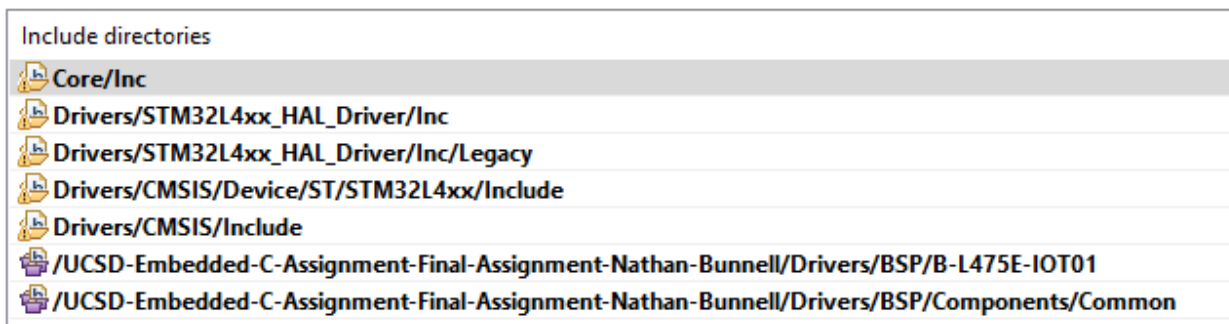 Include directories
Core/Inc
Drivers/STM32L4xx_HAL_Driver/Inc
Drivers/STM32L4xx_HAL_Driver/Inc/Legacy
Drivers/CMSIS/Device/ST/STM32L4xx/Include
Drivers/CMSIS/Include
/UCSD-Embedded-C-Assignment-Final-Assignment-Nathan-Bunnell/Drivers/BSP/B-L475E-IOT01
/UCSD-Embedded-C-Assignment-Final-Assignment-Nathan-Bunnell/Drivers/BSP/Components/Common